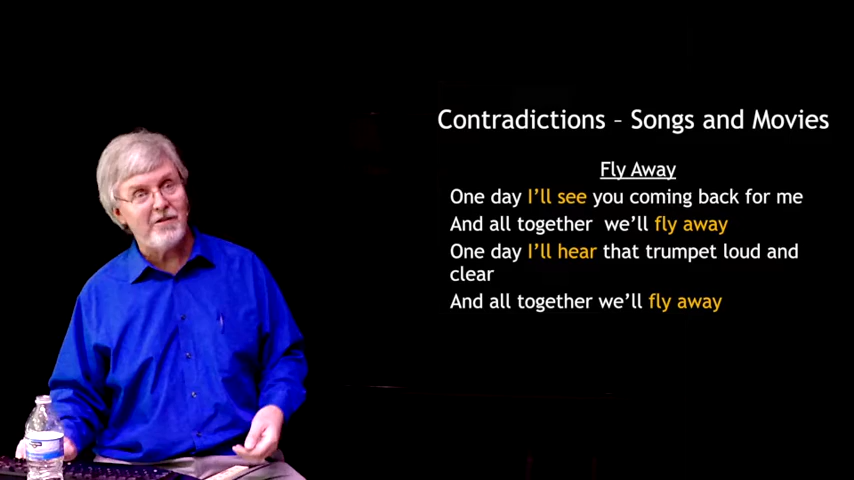 Contradictions – Songs and Movies
Fly Away
One day I'll see you coming back for me
And all together we'll fly away
One day I'll hear that trumpet loud and
clear
And all together we'll fly away